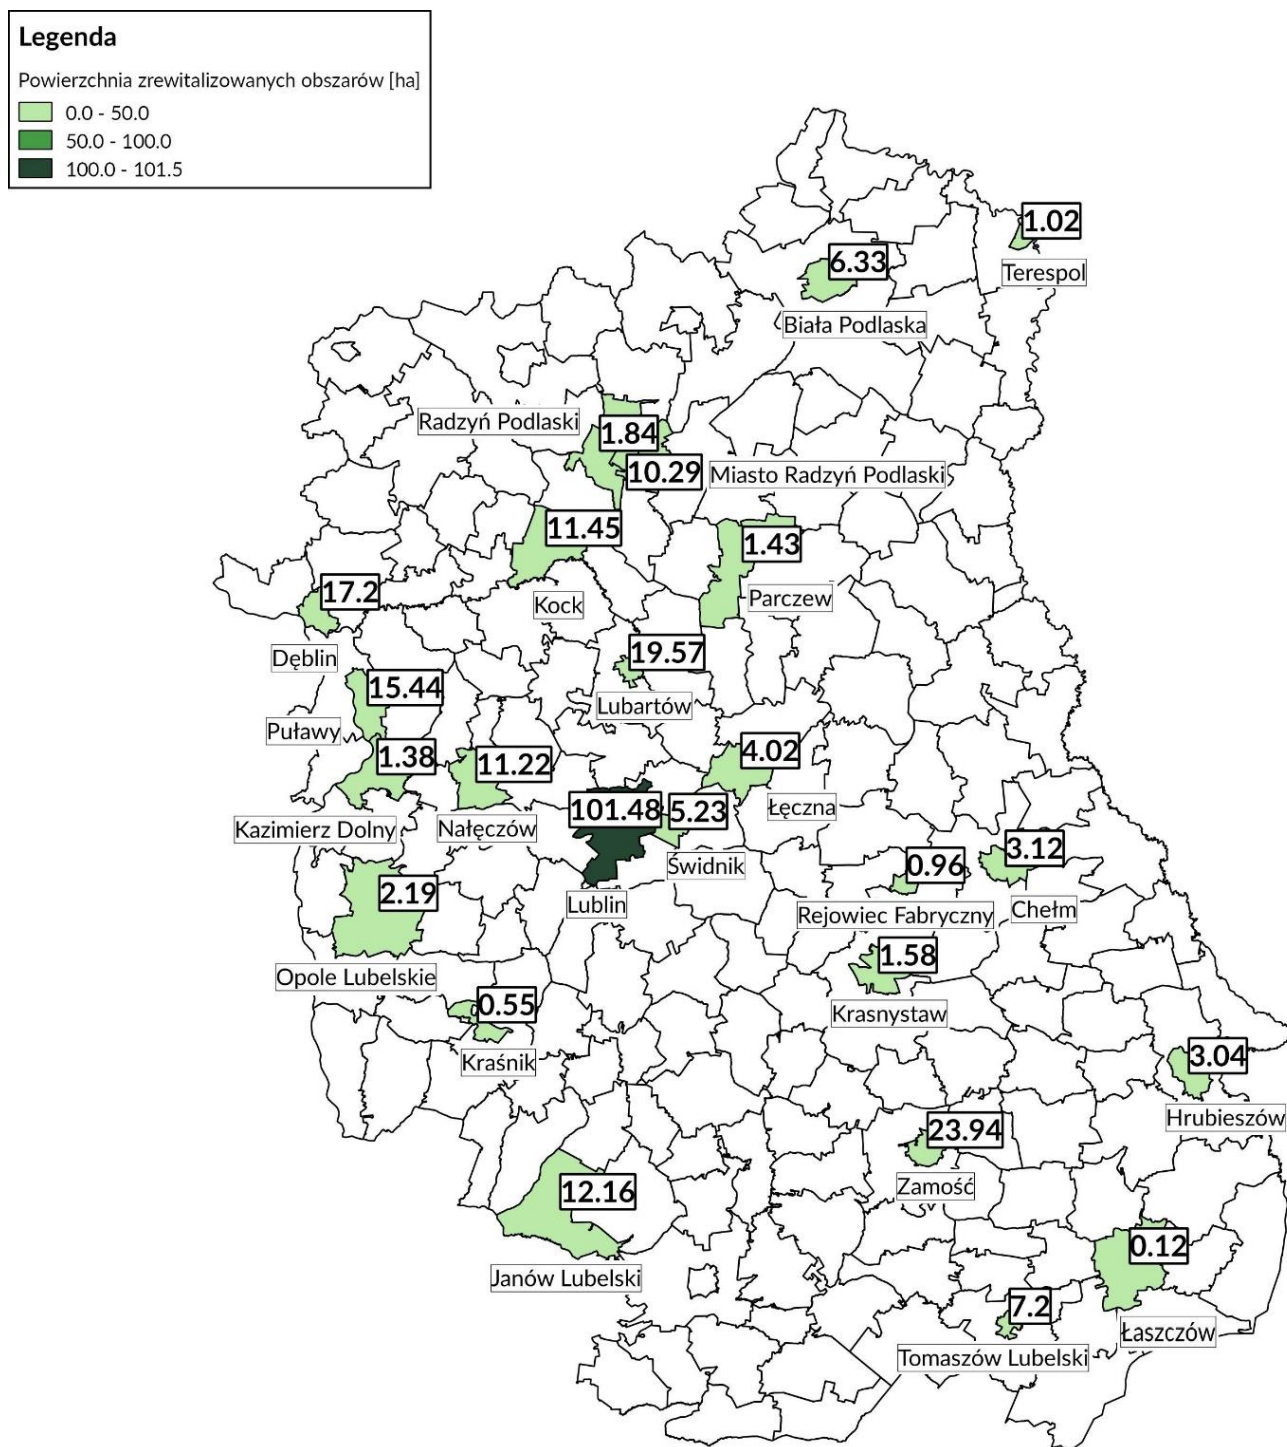 Legenda
Powierzchnia zrewitalizowanych obszarów [ha]
0.0 - 50.0
50.0 - 100.0
100.0 - 101.5
1.02
Terespol
6.33
Biała Podlaska
Radzyń Podlaski
1.84
10.29
Miasto Radzyń Podlaski
11.45
Kock
1.43
Parczew
17.2
Dęblin
19.57
Lubartów
15.44
Puławy
1.38
Kazimierz Dolny
11.22
Nałęczów
4.02
Łęczna
101.48
Lublin
5.23
Świdnik
0.96
Rejowiec Fabryczny
3.12
Chełm
2.19
Opole Lubelskie
1.58
Krasnystaw
0.55
Kraśnik
3.04
Hrubieszów
23.94
Zamość
12.16
Janów Lubelski
0.12
Łaszczów
7.2
Tomaszów Lubelski